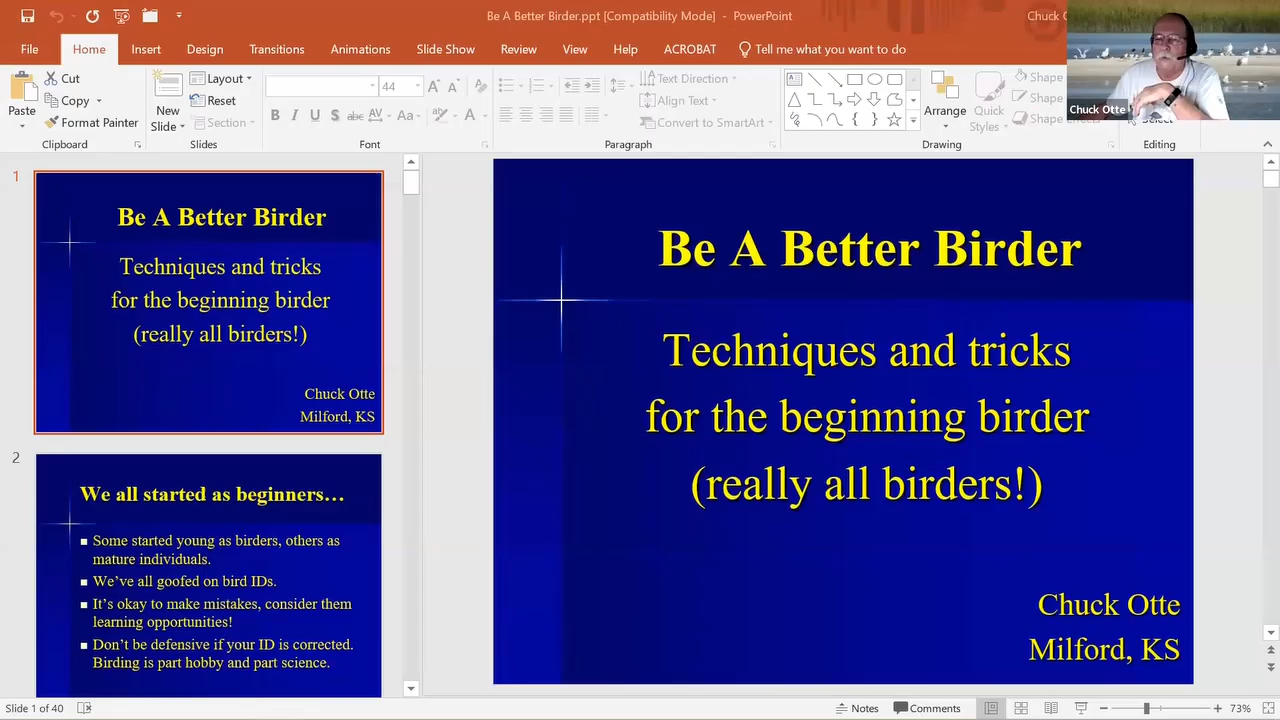 Be A Better Birder.ppt [Compatibility Mode] - PowerPoint
Chuck
File Home Insert Design Transitions Animations Slide Show Review View Help ACROBAT Tell me what you want to do
Paste
Cut
Copy
Format Painter
Clipboard
New
Slide
Layout
Reset
Section
Slides
44
B I U S abc AV Aa A
Font
Text Direction
Align Text
Convert to SmartArt
Paragraph
Arrange
Quick
Styles
Shape
Shape
Shape Effects
Drawing
Select
Editing
Chuck Otte
1
Be A Better Birder
Techniques and tricks
for the beginning birder
(really all birders!)
Chuck Otte
Milford, KS
2
We all started as beginners…
Some started young as birders, others as
mature individuals.
We’ve all goofed on bird IDs.
It’s okay to make mistakes, consider them
learning opportunities!
Don’t be defensive if your ID is corrected.
Birding is part hobby and part science.
Be A Better Birder
Techniques and tricks
for the beginning birder
(really all birders!)
Chuck Otte
Milford, KS
Slide 1 of 40
Notes
Comments
73%